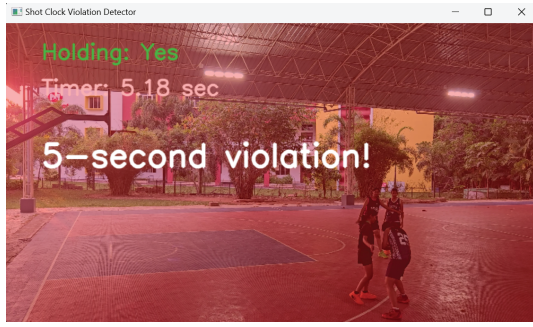 Shot Clock Violation Detector
Holding: Yes
Timer: 5.18 sec
5-second violation!